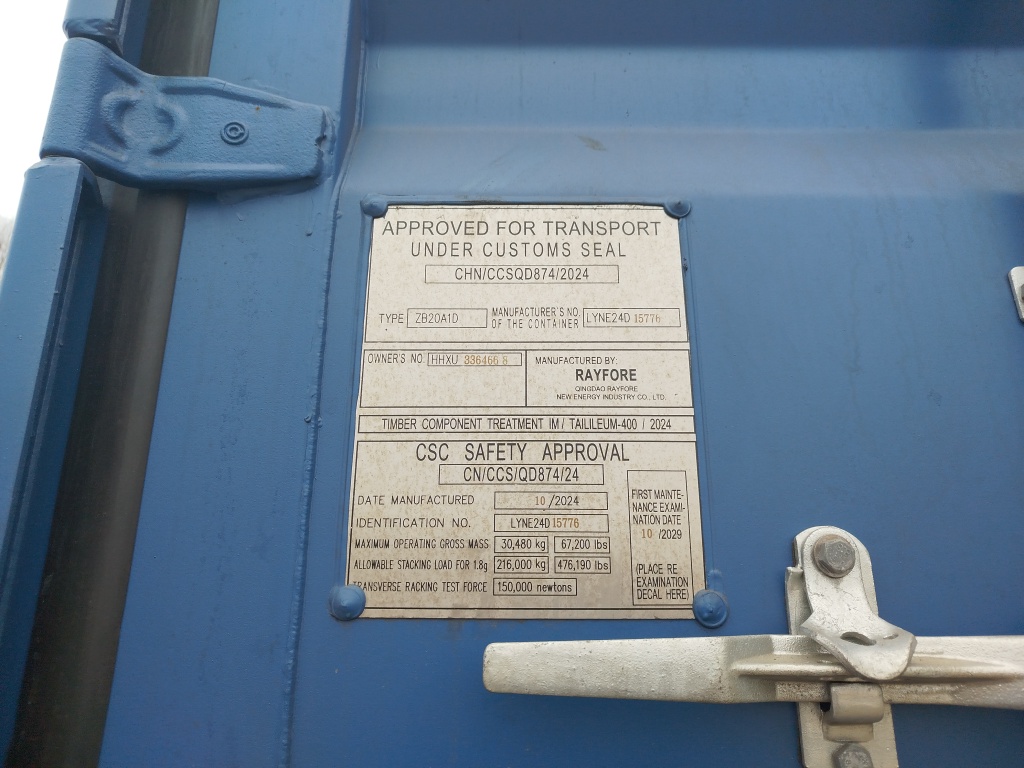 APPROVED FOR TRANSPORT
UNDER CUSTOMS SEAL
CHN/CCSQD874/2024
TYPE ZB20A1D MANUFACTURER'S NO. OF THE CONTAINER LYNE24D 15776
OWNER'S NO. HHXU 336466 8
MANUFACTURED BY:
RAYFORE
QINGDAO RAYFORE
NEW ENERGY INDUSTRY CO., LTD.
TIMBER COMPONENT TREATMENT IM / TAILILEUM-400 / 2024
CSC SAFETY APPROVAL
CN/CCS/QD874/24
DATE MANUFACTURED 10 /2024
IDENTIFICATION NO. LYNE24D 15776
MAXIMUM OPERATING GROSS MASS 30,480 kg 67,200 lbs
ALLOWABLE STACKING LOAD FOR 1.8g 216,000 kg 476,190 lbs
TRANSVERSE RACKING TEST FORCE 150,000 newtons
FIRST MAINTE-
NANCE EXAMI-
NATION DATE
10 /2029
(PLACE RE
EXAMINATION
DECAL HERE)